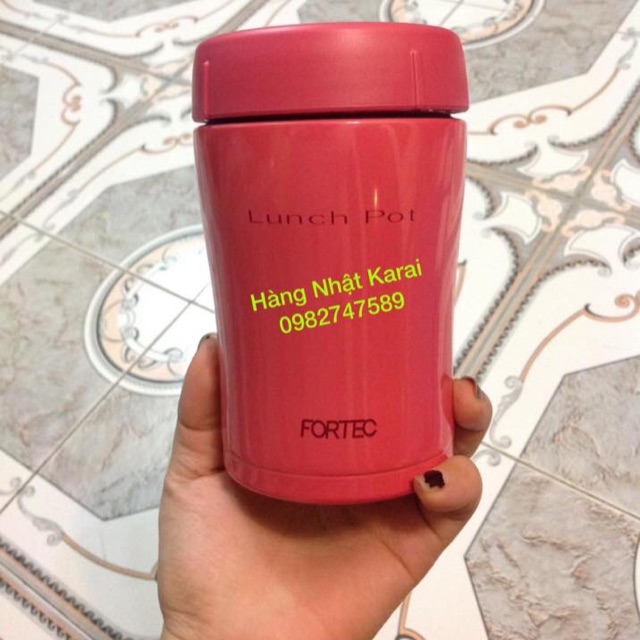 Lunch Pot
Hàng Nhật Karai
0982747589
FORTEC